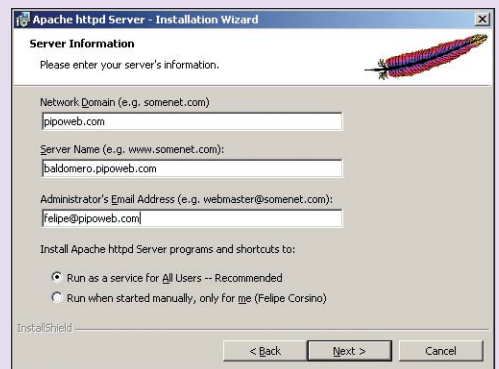 Apache httpd Server - Installation Wizard
Server Information
Please enter your server's information.
Network Domain (e.g. somenet.com)
pipoweb.com
Server Name (e.g. www.somenet.com):
baldomero.pipoweb.com
Administrator's Email Address (e.g. webmaster@somenet.com):
felipe@pipoweb.com
Install Apache httpd Server programs and shortcuts to:
Run as a service for All Users -- Recommended
Run when started manually, only for me (Felipe Corsino)
InstallShield
< Back
Next >
Cancel